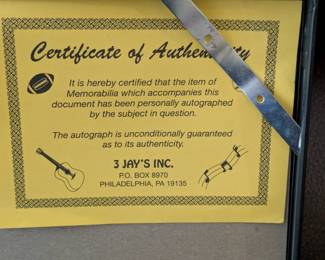 Certificate of Authenticity
It is hereby certified that the item of
Memorabilia which accompanies this
document has been personally autographed
by the subject in question.
The autograph is unconditionally guaranteed
as to its authenticity.
3 JAY'S INC.
P.O. BOX 8970
PHILADELPHIA, PA 19135